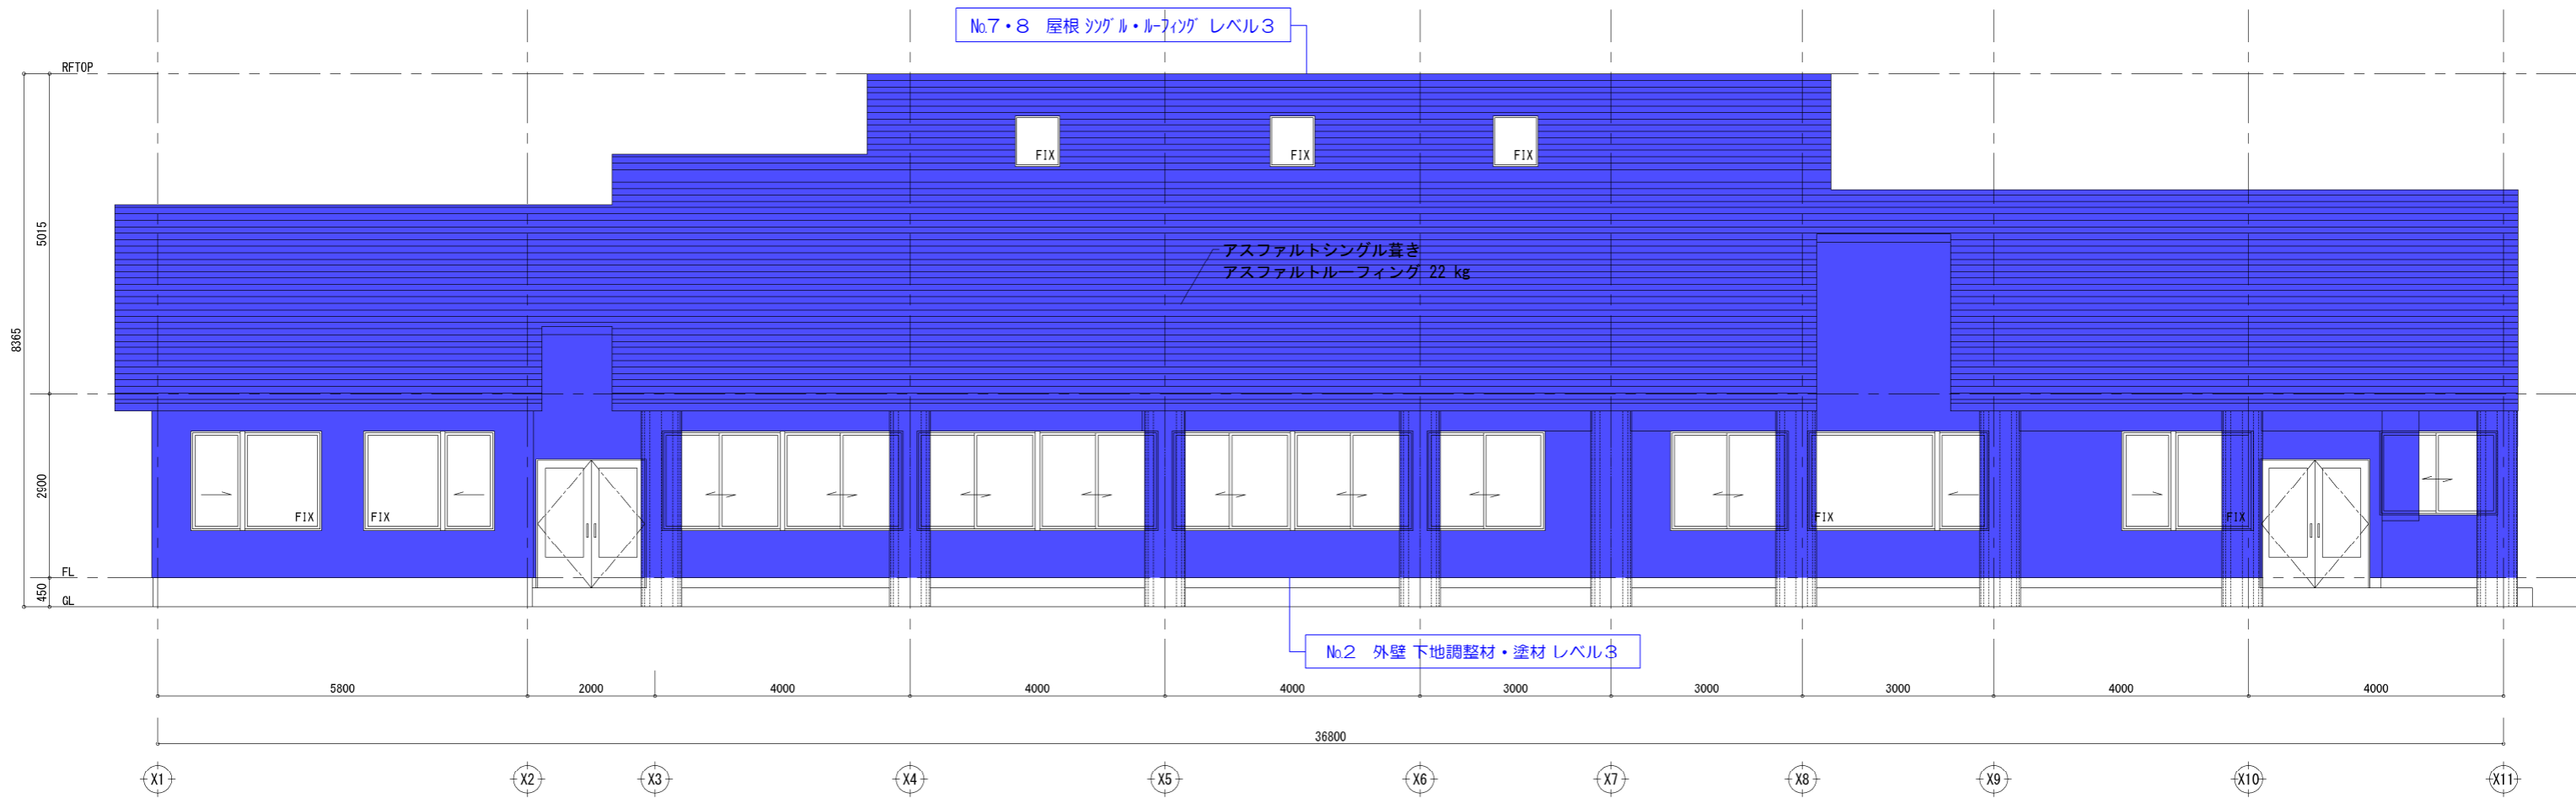 №7・8 屋根 ｼﾝｸﾞﾙ・ﾙｰﾌｨﾝｸﾞ レベル3
RFTOP
FIX FIX FIX
5015
アスファルトシングル葺き
アスファルトルーフィング 22 kg
8365
2900
FIX FIX FIX FIX
FL
450
GL
№2 外壁 下地調整材・塗材 レベル3
5800 2000 4000 4000 4000 3000 3000 3000 4000 4000
36800
X1 X2 X3 X4 X5 X6 X7 X8 X9 X10 X11